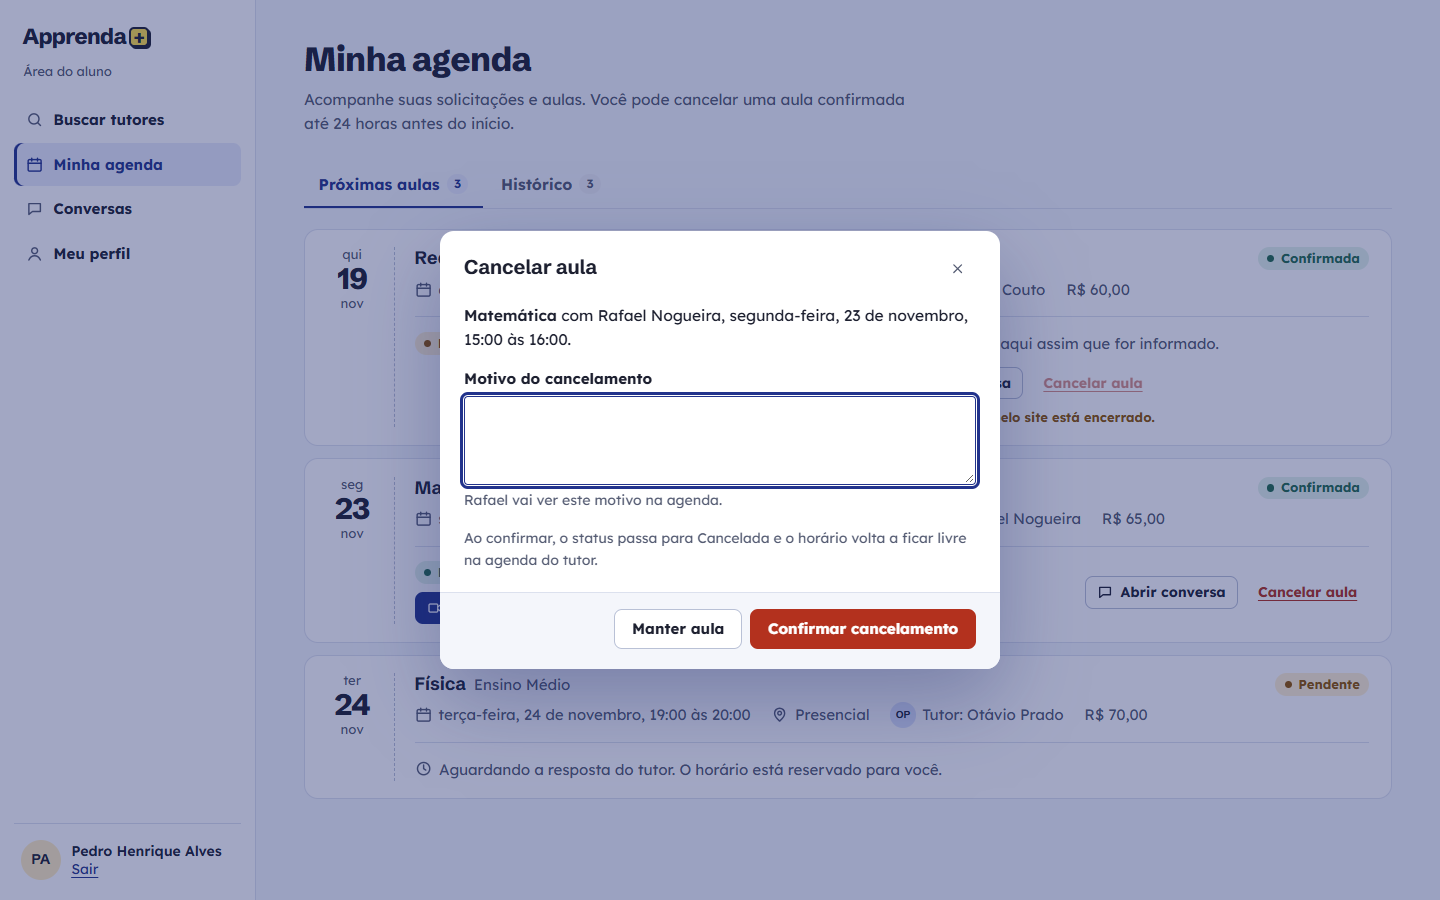 Apprenda+
Área do aluno
Buscar tutores
Minha agenda
Conversas
Meu perfil
PA
Pedro Henrique Alves
Sair
Minha agenda
Acompanhe suas solicitações e aulas. Você pode cancelar uma aula confirmada
até 24 horas antes do início.
Próximas aulas 3
Histórico 3
qui
19
nov
Confirmada
Couto R$ 60,00
aqui assim que for informado.
Cancelar aula
site está encerrado.
Cancelar aula
Matemática com Rafael Nogueira, segunda-feira, 23 de novembro,
15:00 às 16:00.
Motivo do cancelamento
Rafael vai ver este motivo na agenda.
Ao confirmar, o status passa para Cancelada e o horário volta a ficar livre
na agenda do tutor.
Manter aula
Confirmar cancelamento
seg
23
nov
Confirmada
Nogueira R$ 65,00
Abrir conversa
Cancelar aula
ter
24
nov
Física Ensino Médio
Pendente
terça-feira, 24 de novembro, 19:00 às 20:00 Presencial OP Tutor: Otávio Prado R$ 70,00
Aguardando a resposta do tutor. O horário está reservado para você.